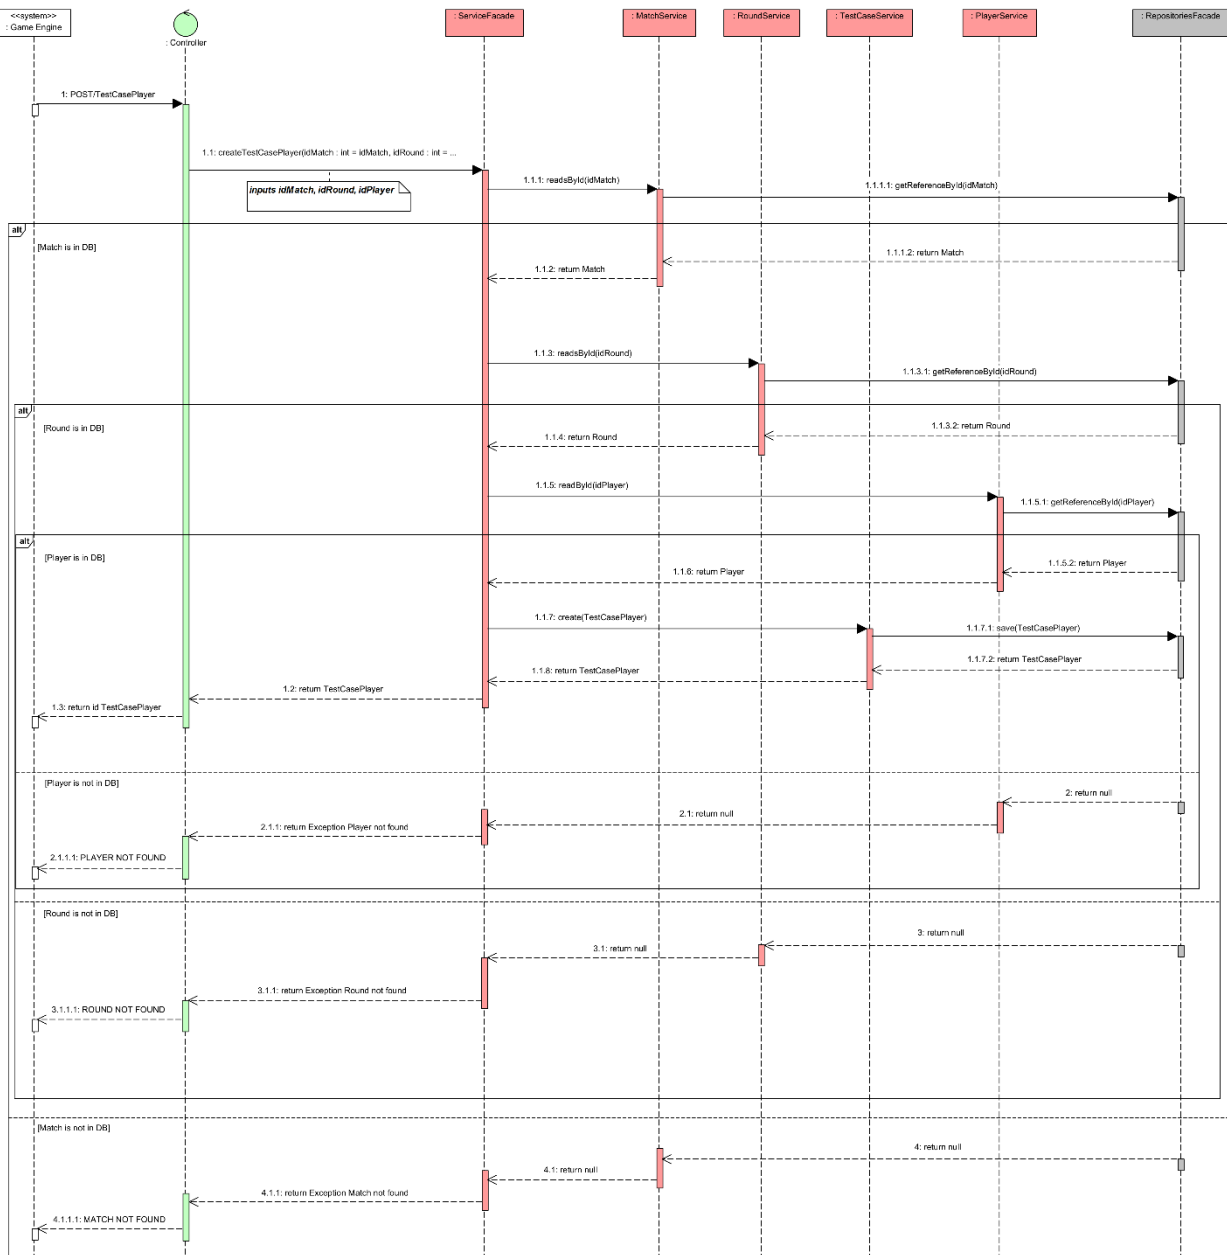 <<system>>
: Game Engine
: Controller
: ServiceFacade
: MatchService
: RoundService
: TestCaseService
: PlayerService
: RepositoriesFacade
1: POST/TestCasePlayer
1.1: createTestCasePlayer(idMatch : int = idMatch, idRound : int = ...
inputs idMatch, idRound, idPlayer
1.1.1: readsById(idMatch)
1.1.1.1: getReferenceById(idMatch)
alt
[Match is in DB]
1.1.1.2: return Match
1.1.2: return Match
1.1.3: readsById(idRound)
1.1.3.1: getReferenceById(idRound)
alt
[Round is in DB]
1.1.3.2: return Round
1.1.4: return Round
1.1.5: readById(idPlayer)
1.1.5.1: getReferenceById(idPlayer)
alt
[Player is in DB]
1.1.5.2: return Player
1.1.6: return Player
1.1.7: create(TestCasePlayer)
1.1.7.1: save(TestCasePlayer)
1.1.7.2: return TestCasePlayer
1.1.8: return TestCasePlayer
1.2: return TestCasePlayer
1.3: return id TestCasePlayer
[Player is not in DB]
2: return null
2.1: return null
2.1.1: return Exception Player not found
2.1.1.1: PLAYER NOT FOUND
[Round is not in DB]
3: return null
3.1: return null
3.1.1: return Exception Round not found
3.1.1.1: ROUND NOT FOUND
[Match is not in DB]
4: return null
4.1: return null
4.1.1: return Exception Match not found
4.1.1.1: MATCH NOT FOUND